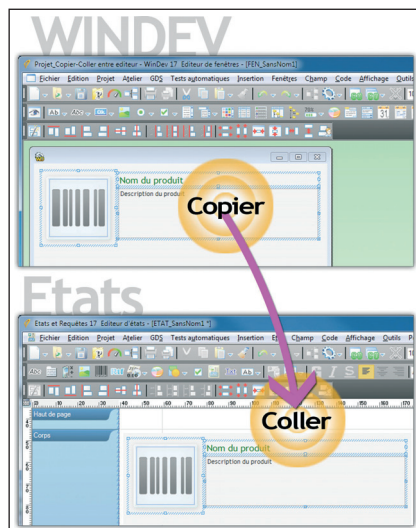 WINDEV
Projet_Copier-Coller entre editeur - WinDev 17 Editeur de fenêtres - [FEN_SansNom1]
Fichier Edition Projet Atelier GDS Tests automatiques Insertion Fenêtres Champ Code Affichage Outils
Nom du produit
Description du produit
Copier
Etats
Etats et Requêtes 17 Editeur d'états - [ETAT_SansNom1 *]
Fichier Edition Projet Atelier GDS Tests automatiques Insertion Champ Code Affichage Outils
Haut de page
Coller
Corps
Nom du produit
Description du produit